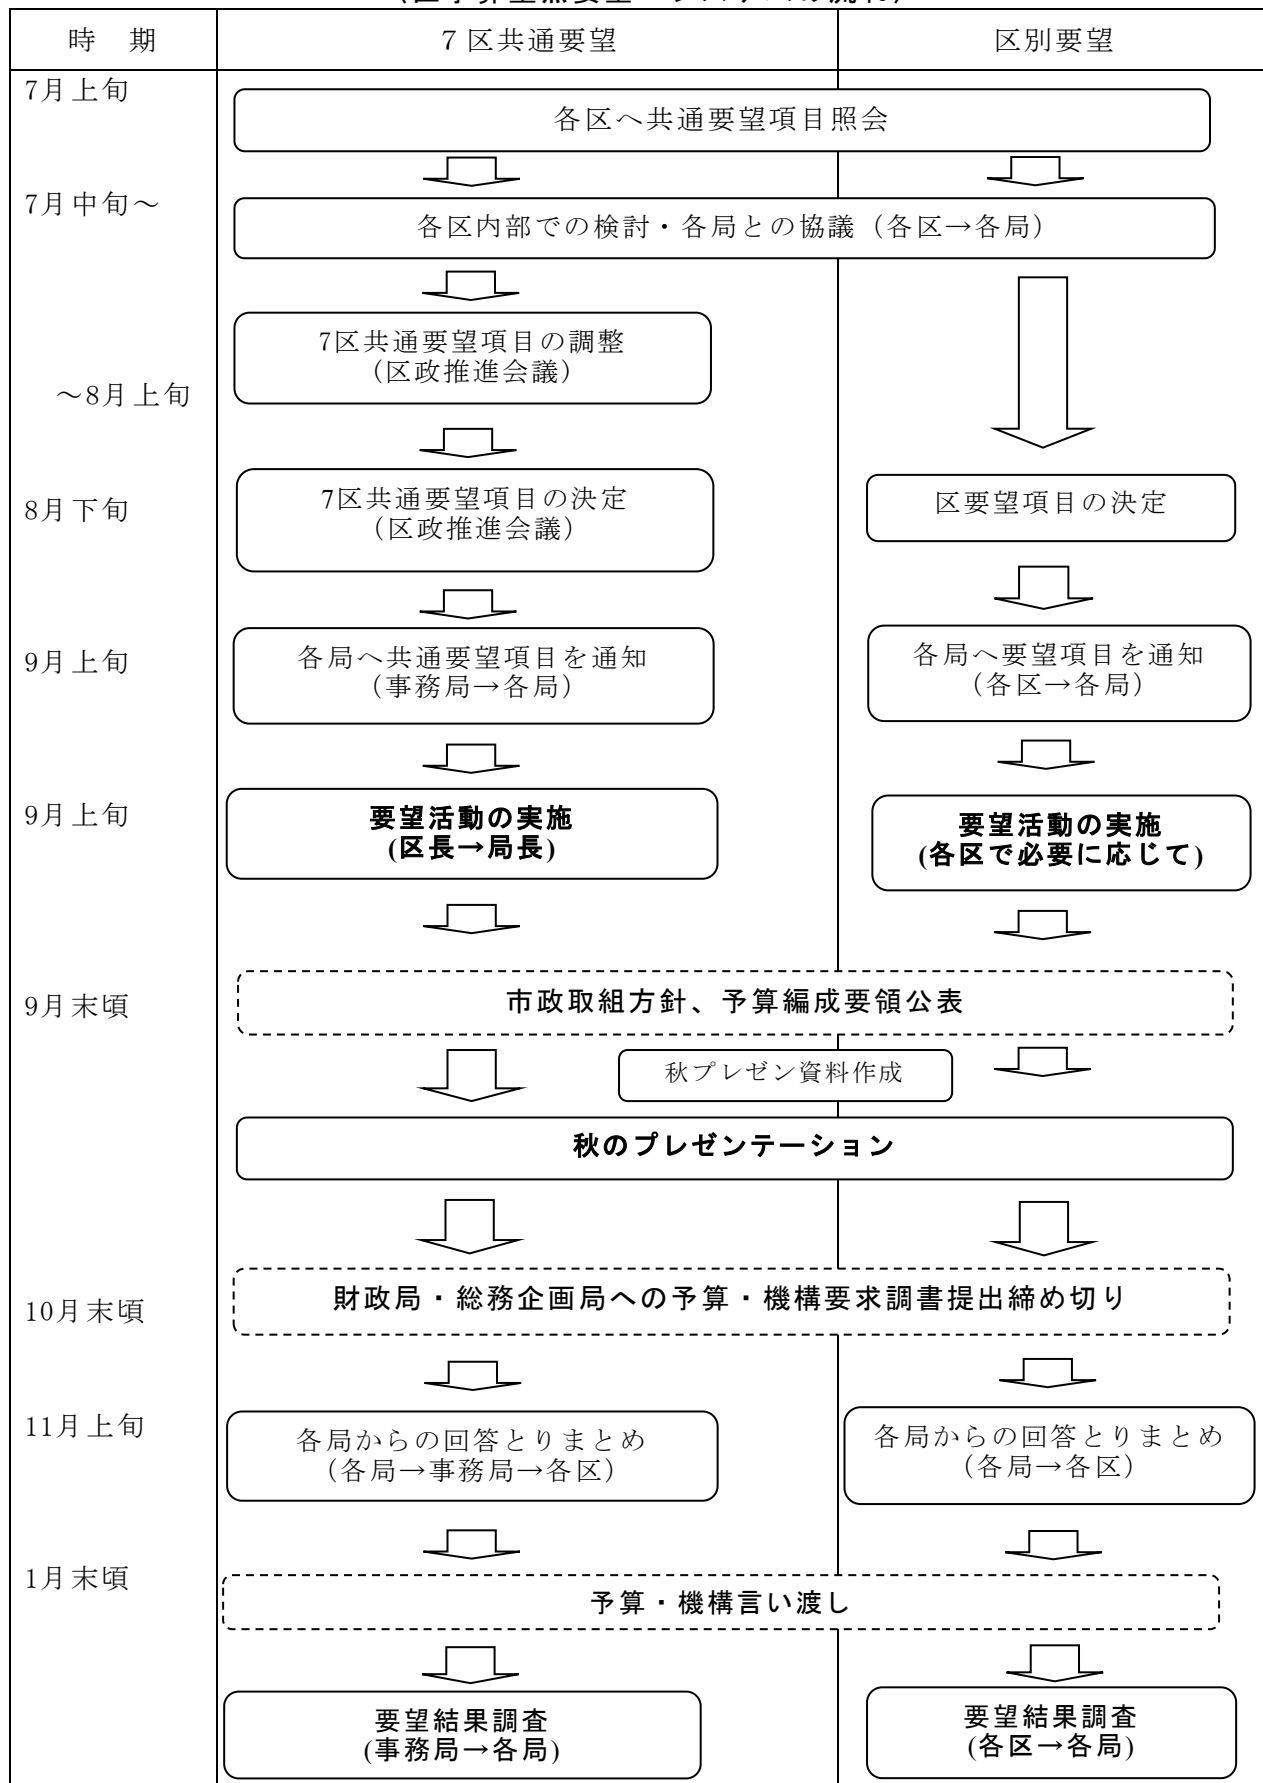 時　期
７区共通要望
区別要望
7月上旬
各区へ共通要望項目照会
7月中旬～
各区内部での検討・各局との協議（各区→各局）
7区共通要望項目の調整
（区政推進会議）
～8月上旬
8月下旬
7区共通要望項目の決定
（区政推進会議）
区要望項目の決定
9月上旬
各局へ共通要望項目を通知
（事務局→各局）
各局へ要望項目を通知
（各区→各局）
9月上旬
要望活動の実施
(区長→局長)
要望活動の実施
(各区で必要に応じて)
9月末頃
市政取組方針、予算編成要領公表
秋プレゼン資料作成
秋のプレゼンテーション
10月末頃
財政局・総務企画局への予算・機構要求調書提出締め切り
11月上旬
各局からの回答とりまとめ
（各局→事務局→各区）
各局からの回答とりまとめ
（各局→各区）
1月末頃
予算・機構言い渡し
要望結果調査
(事務局→各局)
要望結果調査
(各区→各局)